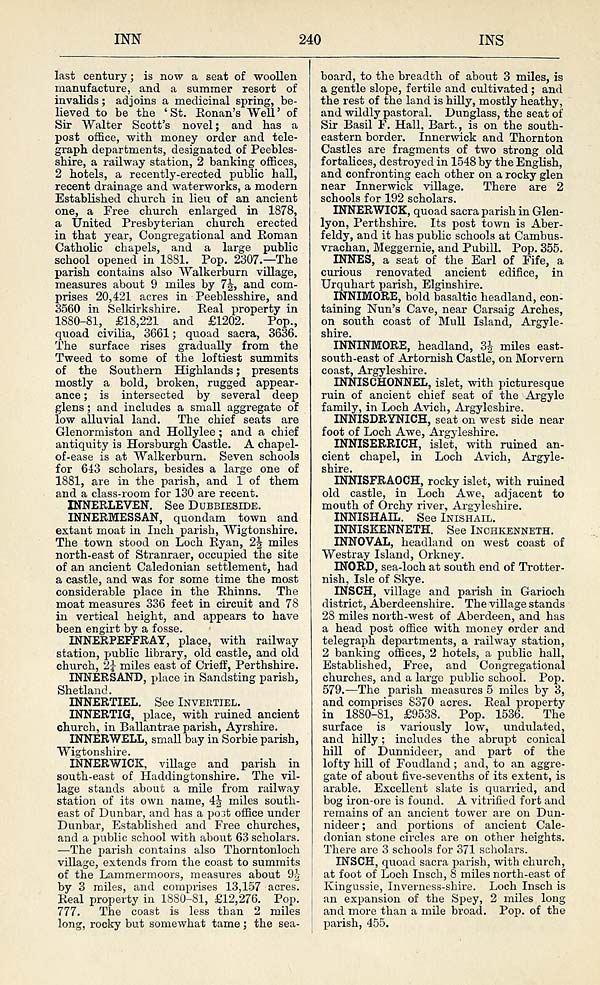 INN 240 INS
last century; is now a seat of woollen
manufacture, and a summer resort of
invalids; adjoins a medicinal spring, be-
lieved to be the 'St. Ronan's Well' of
Sir Walter Scott's novel; and has a
post office, with money order and tele-
graph departments, designated of Peebles-
shire, a railway station, 2 banking offices,
2 hotels, a recently-erected public hall,
recent drainage and waterworks, a modern
Established church in lieu of an ancient
one, a Free church enlarged in 1878,
a United Presbyterian church erected
in that year, Congregational and Roman
Catholic chapels, and a large public
school opened in 1881. Pop. 2307.—The
parish contains also Walkerburn village,
measures about 9 miles by 7½, and com-
prises 20,421 acres in Peeblesshire, and
3560 in Selkirkshire. Real property in
1880-81, £18,221 and £1202. Pop.,
quoad civilia, 3661; quoad sacra, 3636.
The surface rises gradually from the
Tweed to some of the loftiest summits
of the Southern Highlands; presents
mostly a bold, broken, rugged appear-
ance; is intersected by several deep
glens; and includes a small aggregate of
low alluvial land. The chief seats are
Glenormiston and Hollylee; and a chief
antiquity is Horsburgh Castle. A chapel-
of-ease is at Walkerburn. Seven schools
for 643 scholars, besides a large one of
1881, are in the parish, and 1 of them
and a class-room for 130 are recent.
INNERLEVEN. See DUBBIESIDE.
INNERMESSAN, quondam town and
extant moat in Inch parish, Wigtonshire.
The town stood on Loch Ryan, 2½ miles
north-east of Stranraer, occupied the site
of an ancient Caledonian settlement, had
a castle, and was for some time the most
considerable place in the Rhinns. The
moat measures 336 feet in circuit and 78
in vertical height, and appears to have
been engirt by a fosse.
INNERPEFFRAY, place, with railway
station, public library, old castle, and old
church, 2¼ miles east of Crieff, Perthshire.
INNERSAND, place in Sandsting parish,
Shetland.
INNERTIEL. See INVERTIEL.
INNERTIG, place, with ruined ancient
church, in Ballantrae parish, Ayrshire.
INNERWELL, small bay in Sorbie parish,
Wigtonshire.
INNERWICK, village and parish in
south-east of Haddingtonshire. The vil-
lage stands about a mile from railway
station of its own name, 4½ miles south-
east of Dunbar, and has a post office under
Dunbar, Established and Free churches,
and a public school with about 63 scholars.
—The parish contains also Thorntonloch
village, extends from the coast to summits
of the Lammermoors, measures about 9½
by 3 miles, and comprises 13,157 acres.
Real property in 1880-81, £12,276. Pop.
777. The coast is less than 2 miles
long, rocky but somewhat tame; the sea-
board, to the breadth of about 3 miles, is
a gentle slope, fertile and cultivated; and
the rest of the land is hilly, mostly heathy,
and wildly pastoral. Dunglass, the seat of
Sir Basil F. Hall, Bart., is on the south-
eastern border. Innerwick and Thornton
Castles are fragments of two strong old
fortalices, destroyed in 1548 by the English,
and confronting each other on a rocky glen
near Innerwick village. There are 2
schools for 192 scholars.
INNERWICK, quoad sacra parish in Glen-
lyon, Perthshire. Its post town is Aber-
feldy, and it has public schools at Cambus-
vrachan, Meggernie, and Pubill. Pop. 355.
INNES, a seat of the Earl of Fife, a
curious renovated ancient edifice, in
Urquhart parish, Elginshire.
INNIMORE, bold basaltic headland, con-
taining Nun's Cave, near Carsaig Arches,
on south coast of Mull Island, Argyle-
shire.
INNINMORE, headland, 3½ miles east-
south-east of Artornish Castle, on Morvern
coast, Argyleshire.
INNISCHONNEL, islet, with picturesque
ruin of ancient chief seat of the Argyle
family, in Loch Avich, Argyleshire.
INNISDRYNICH, seat on west side near
foot of Loch Awe, Argyleshire.
INNISERRICH, islet, with ruined an-
cient chapel, in Loch Avich, Argyle-
shire.
INNISFRAOCH, rocky islet, with ruined
old castle, in Loch Awe, adjacent to
mouth of Orchy river, Argyleshire.
INNISHAIL. See INISHAIL.
INNISKENNETH. See INCHKENNETH.
INNOVAL, headland on west coast of
Westray Island, Orkney.
INORD, sea-loch at south end of Trotter-
nish, Isle of Skye.
INSCH, village and parish in Garioch
district, Aberdeenshire. The village stands
28 miles north-west of Aberdeen, and has
a head post office with money order and
telegraph departments, a railway station,
2 banking offices, 2 hotels, a public hall,
Established, Free, and Congregational
churches, and a large public school. Pop.
579.—The parish measures 5 miles by 3,
and comprises 8370 acres. Real property
in 1880-81, £9538. Pop. 1536. The
surface is variously low, undulated,
and hilly; includes the abrupt conical
hill of Dunnideer, and part of the
lofty hill of Foudland; and, to an aggre-
gate of about five-sevenths of its extent, is
arable. Excellent slate is quarried, and
bog iron-ore is found. A vitrified fort and
remains of an ancient tower are on Dun-
nideer; and portions of ancient Cale-
donian stone circles are on other heights.
There are 3 schools for 371 scholars.
INSCH, quoad sacra parish, with church,
at foot of Loch Insch, 8 miles north-east of
Kingussie, Inverness-shire. Loch Insch is
an expansion of the Spey, 2 miles long
and more than a mile broad. Pop. of the
parish, 455.